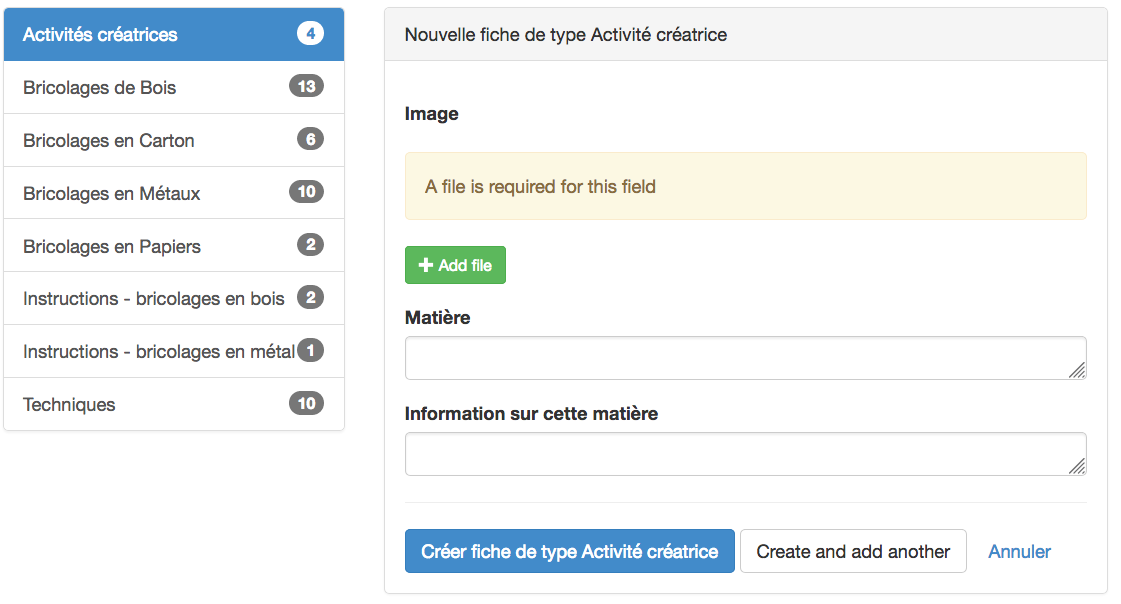 Activités créatrices 4
Bricolages de Bois 13
Bricolages en Carton 6
Bricolages en Métaux 10
Bricolages en Papiers 2
Instructions - bricolages en bois 2
Instructions - bricolages en métal 1
Techniques 10
Nouvelle fiche de type Activité créatrice
Image
A file is required for this field
Add file
Matière
Information sur cette matière
Créer fiche de type Activité créatrice Create and add another Annuler